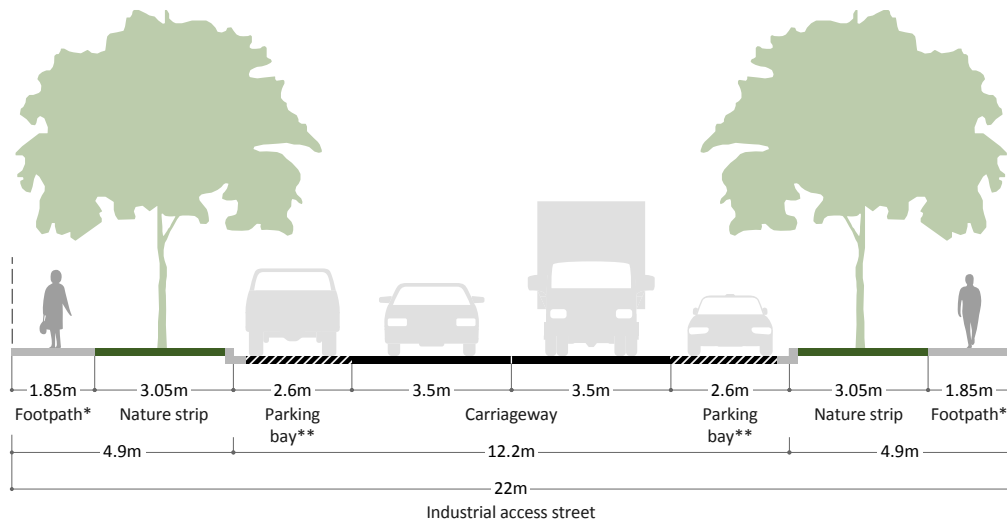 1.85m 3.05m 2.6m 3.5m 3.5m 2.6m 3.05m 1.85m
Footpath* Nature strip Parking bay** Carriageway Parking bay** Nature strip Footpath*
4.9m 12.2m 4.9m
22m
Industrial access street